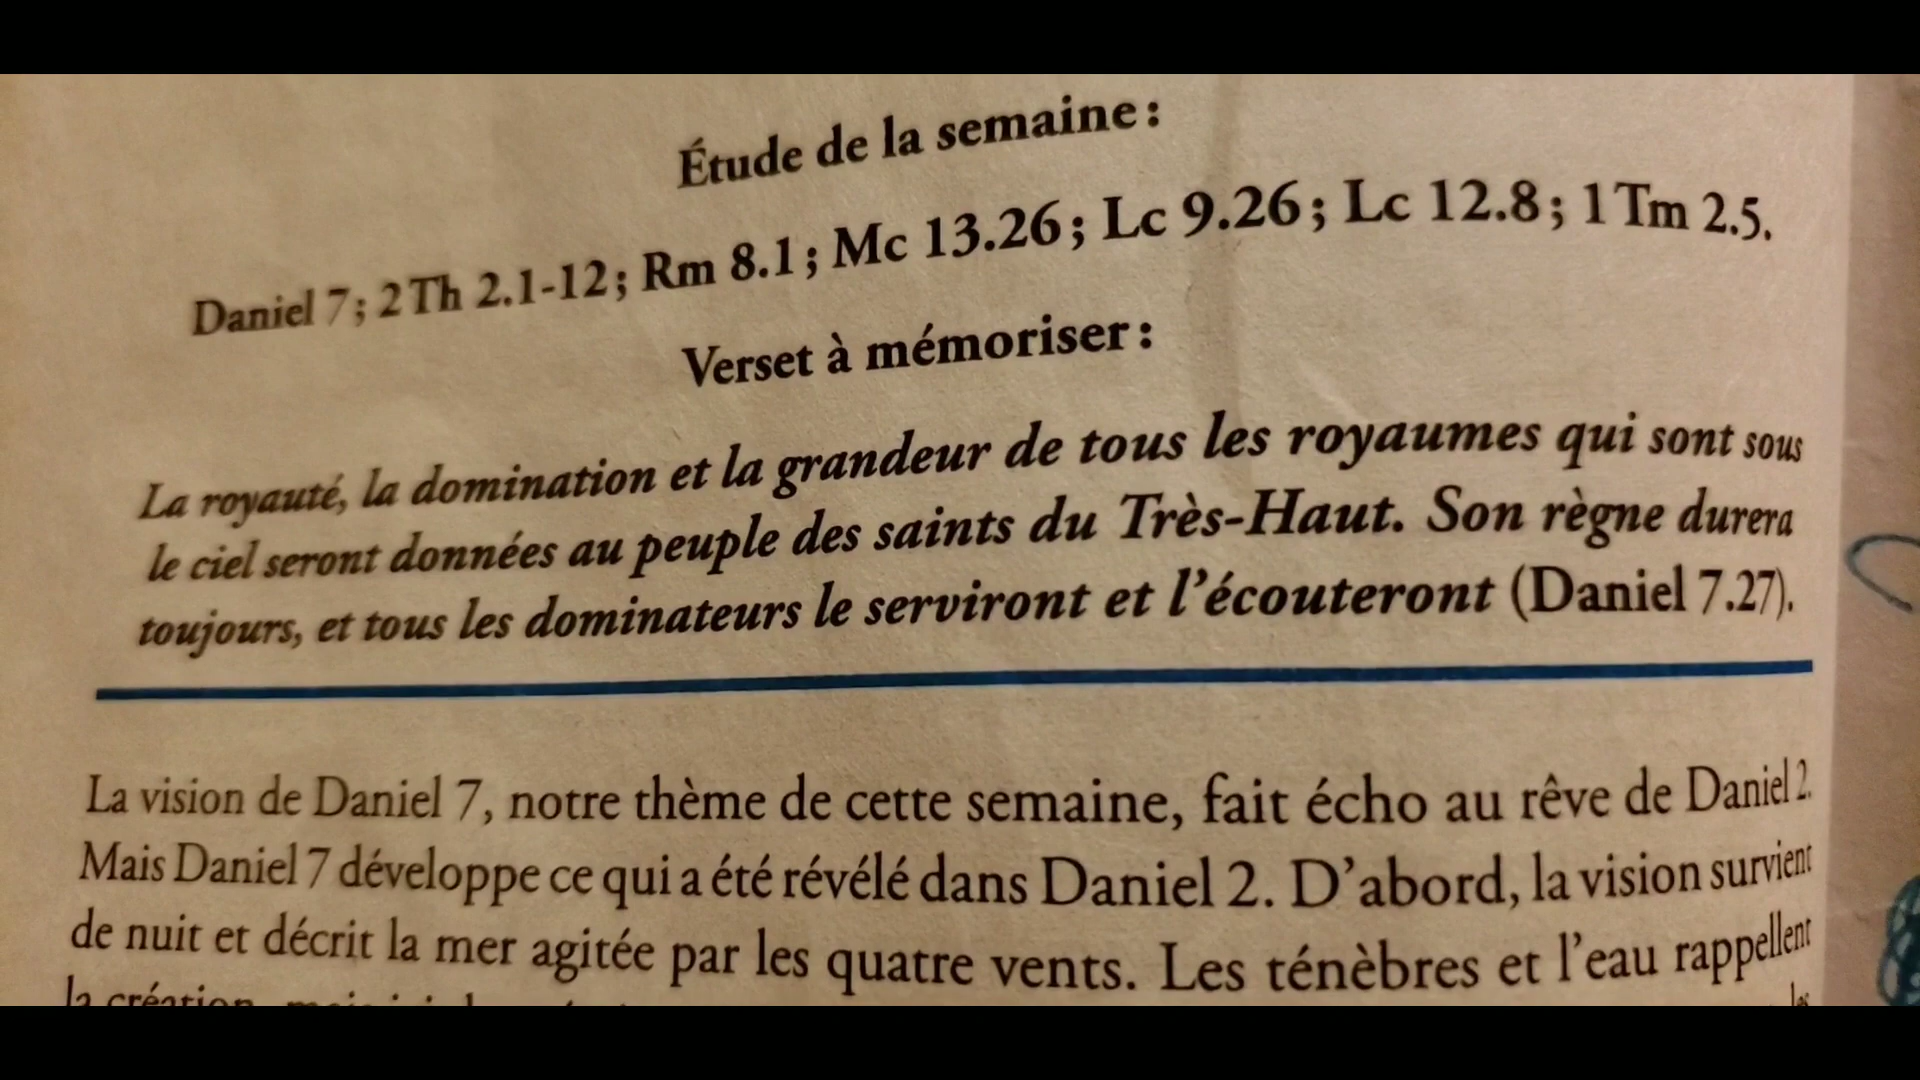 Étude de la semaine :
Daniel 7 ; 2 Th 2.1-12 ; Rm 8.1 ; Mc 13.26 ; Lc 9.26 ; Lc 12.8 ; 1 Tm 2.5.
Verset à mémoriser :
La royauté, la domination et la grandeur de tous les royaumes qui sont sous
le ciel seront données au peuple des saints du Très-Haut. Son règne durera
toujours, et tous les dominateurs le serviront et l'écouteront (Daniel 7.27).
La vision de Daniel 7, notre thème de cette semaine, fait écho au rêve de Daniel 2.
Mais Daniel 7 développe ce qui a été révélé dans Daniel 2. D'abord, la vision survient
de nuit et décrit la mer agitée par les quatre vents. Les ténèbres et l'eau rappellent
la création, mais ici les